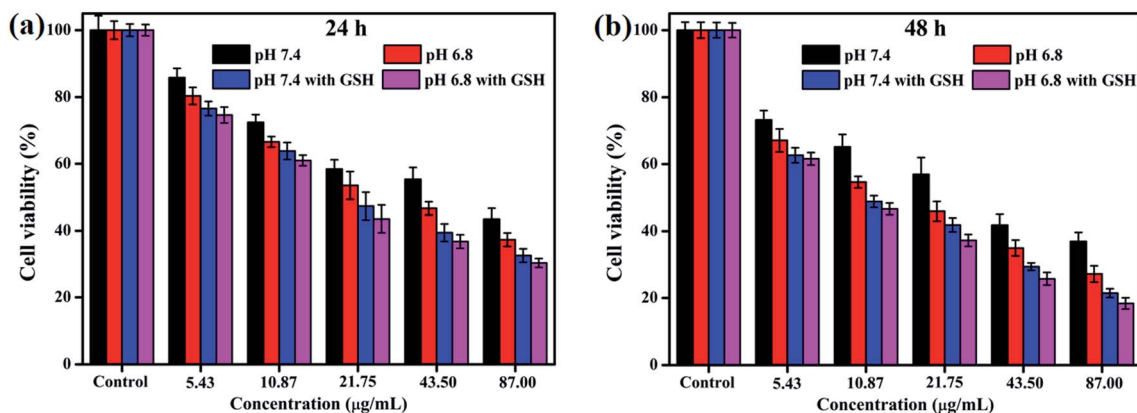 (a)
24 h
pH 7.4
pH 6.8
pH 7.4 with GSH
pH 6.8 with GSH
Cell viability (%)
100
80
60
40
20
0
Control 5.43 10.87 21.75 43.50 87.00
Concentration (μg/mL)
(b)
48 h
pH 7.4
pH 6.8
pH 7.4 with GSH
pH 6.8 with GSH
Cell viability (%)
100
80
60
40
20
0
Control 5.43 10.87 21.75 43.50 87.00
Concentration (μg/mL)